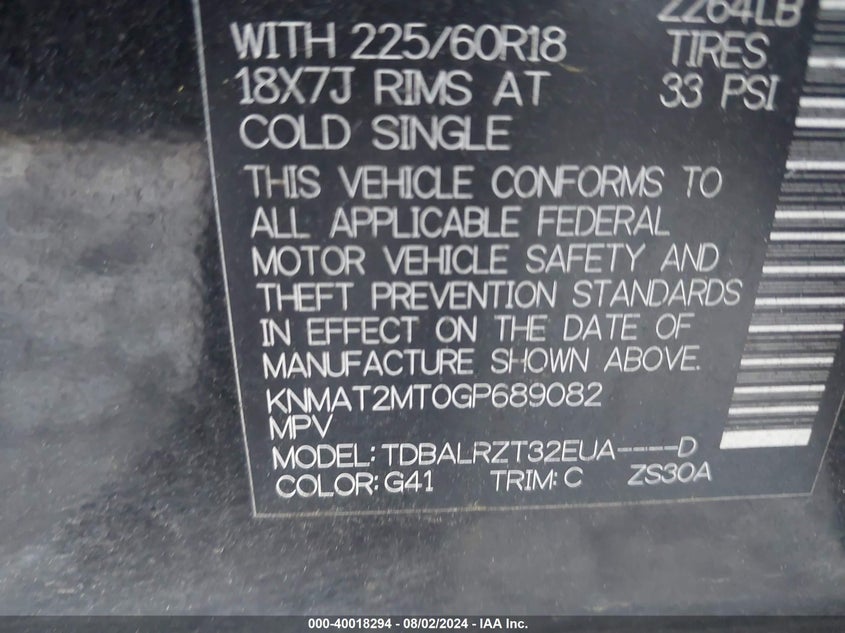 2264LB
WITH 225/60R18 TIRES
18X7J RIMS AT 33 PSI
COLD SINGLE
THIS VEHICLE CONFORMS TO
ALL APPLICABLE FEDERAL
MOTOR VEHICLE SAFETY AND
THEFT PREVENTION STANDARDS
IN EFFECT ON THE DATE OF
MANUFACTURE SHOWN ABOVE.
KNMAT2MT0GP689082
MPV
MODEL: TDBALRZT32EUA----D
COLOR: G41 TRIM: C ZS30A
000-40018294 - 08/02/2024 - IAA Inc.